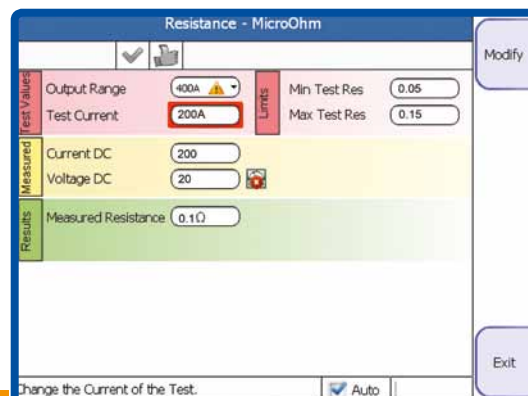 Resistance - MicroOhm
Modify
Test Values
Output Range 400A
Test Current 200A
Limits
Min Test Res 0.05
Max Test Res 0.15
Measured
Current DC 200
Voltage DC 20
Results
Measured Resistance 0.1Ω
Exit
Change the Current of the Test.
Auto